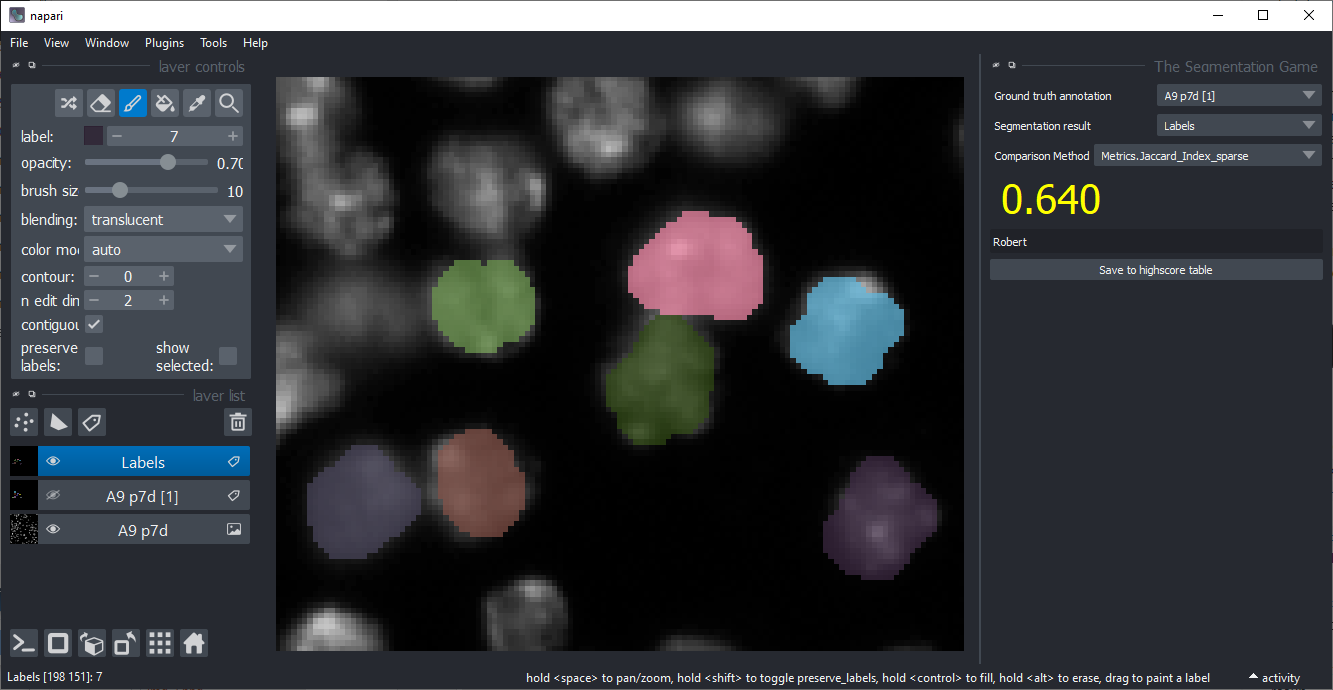 napari
File View Window Plugins Tools Help
layer controls
label: 7
opacity: 0.70
brush siz 10
blending: translucent
color mo auto
contour: 0
n edit dim 2
contiguou
preserve labels:
show selected:
layer list
Labels
A9 p7d [1]
A9 p7d
The Segmentation Game
Ground truth annotation A9 p7d [1]
Segmentation result Labels
Comparison Method Metrics.Jaccard_Index_sparse
0.640
Robert
Save to highscore table
Labels [198 151]: 7
hold <space> to pan/zoom, hold <shift> to toggle preserve_labels, hold <control> to fill, hold <alt> to erase, drag to paint a label
activity